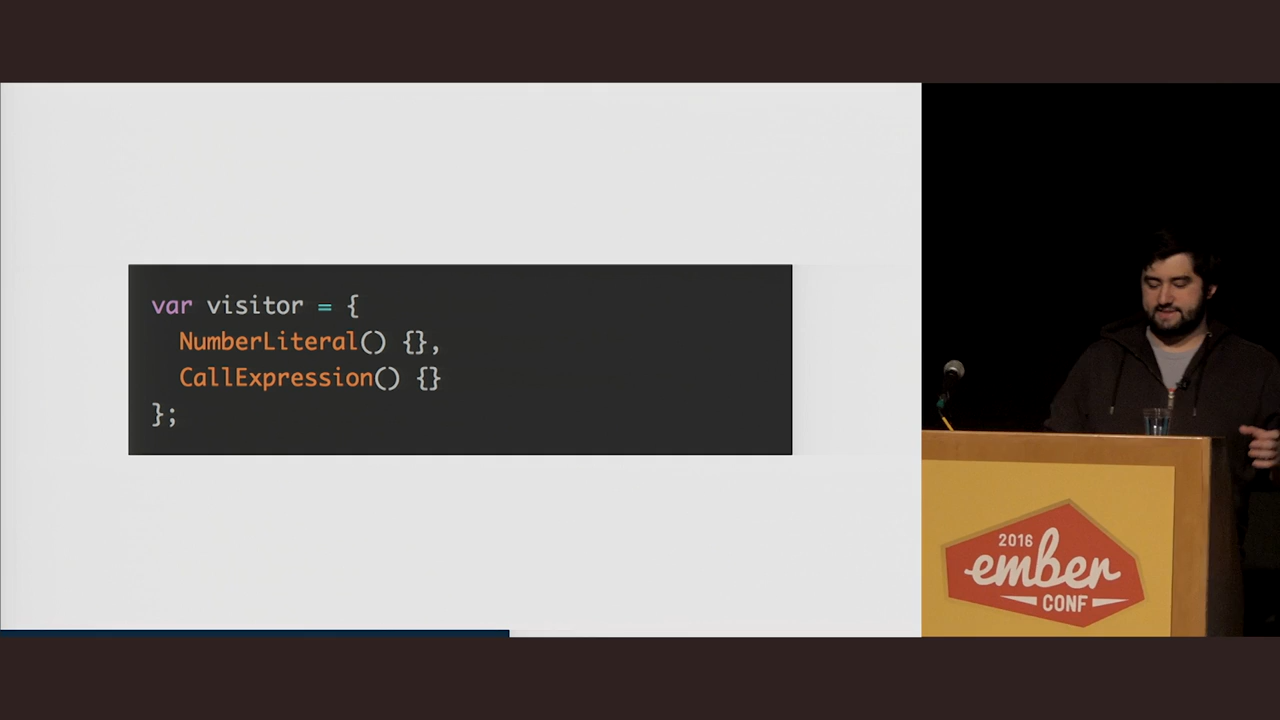 var visitor = {
  NumberLiteral() {},
  CallExpression() {}
};
2016
ember
CONF